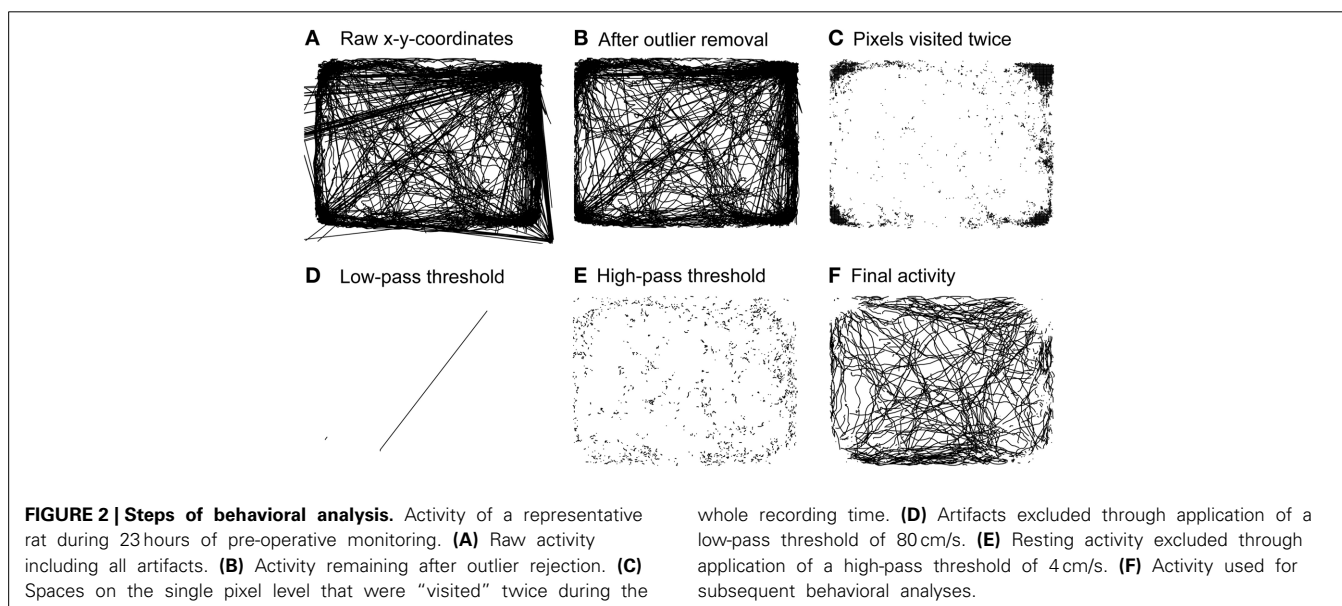 A Raw x-y-coordinates
B After outlier removal
C Pixels visited twice
D Low-pass threshold
E High-pass threshold
F Final activity
FIGURE 2 | Steps of behavioral analysis. Activity of a representative
rat during 23 hours of pre-operative monitoring. (A) Raw activity
including all artifacts. (B) Activity remaining after outlier rejection. (C)
Spaces on the single pixel level that were “visited” twice during the
whole recording time. (D) Artifacts excluded through application of a
low-pass threshold of 80 cm/s. (E) Resting activity excluded through
application of a high-pass threshold of 4 cm/s. (F) Activity used for
subsequent behavioral analyses.